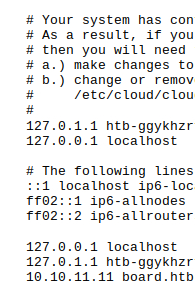 # Your system has con
# As a result, if you
# then you will need
# a.) make changes to
# b.) change or remov
#     /etc/cloud/clou
#
127.0.1.1 htb-ggykhzr
127.0.0.1 localhost

# The following lines
::1 localhost ip6-loc
ff02::1 ip6-allnodes
ff02::2 ip6-allrouter

127.0.0.1 localhost
127.0.1.1 htb-ggykhzr
10.10.11.11 board.htb